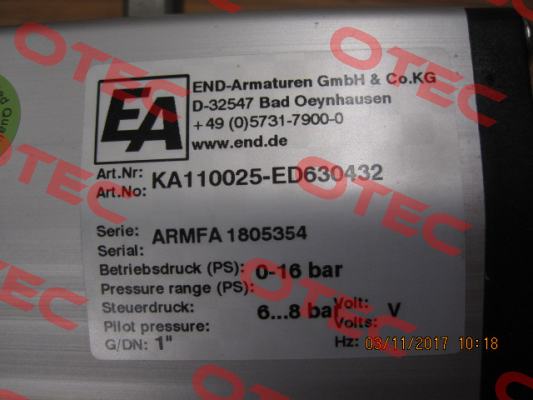 EA
END-Armaturen GmbH & Co.KG
D-32547 Bad Oeynhausen
+49 (0)5731-7900-0
www.end.de
Art.Nr:
Art.No: KA110025-ED630432
Serie:
Serial: ARMFA 1805354
Betriebsdruck (PS): 0-16 bar
Pressure range (PS):
Steuerdruck: 6...8 bar Volt: V
Pilot pressure: Volts:
G/DN: 1" Hz:
03/11/2017 10:18
OTEC
OTEC
OTEC
OTEC
OTEC
OTEC
OTEC